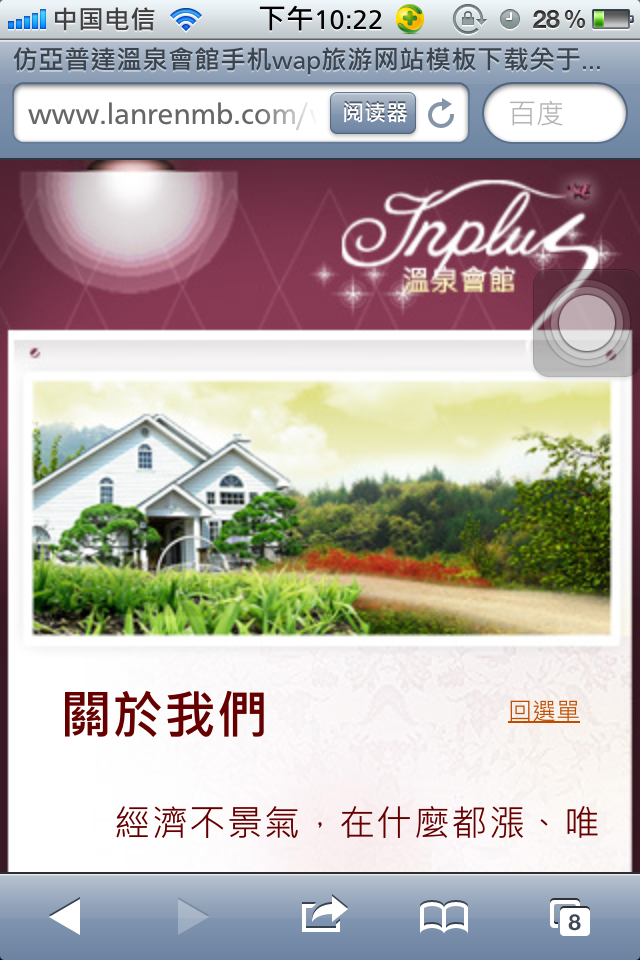 中国电信 下午10:22 28%
仿亞普達溫泉會館手机wap旅游网站模板下载关于...
www.lanrenmb.com/ 阅读器 百度
Inplus
溫泉會館
關於我們 回選單
經濟不景氣，在什麼都漲、唯
8